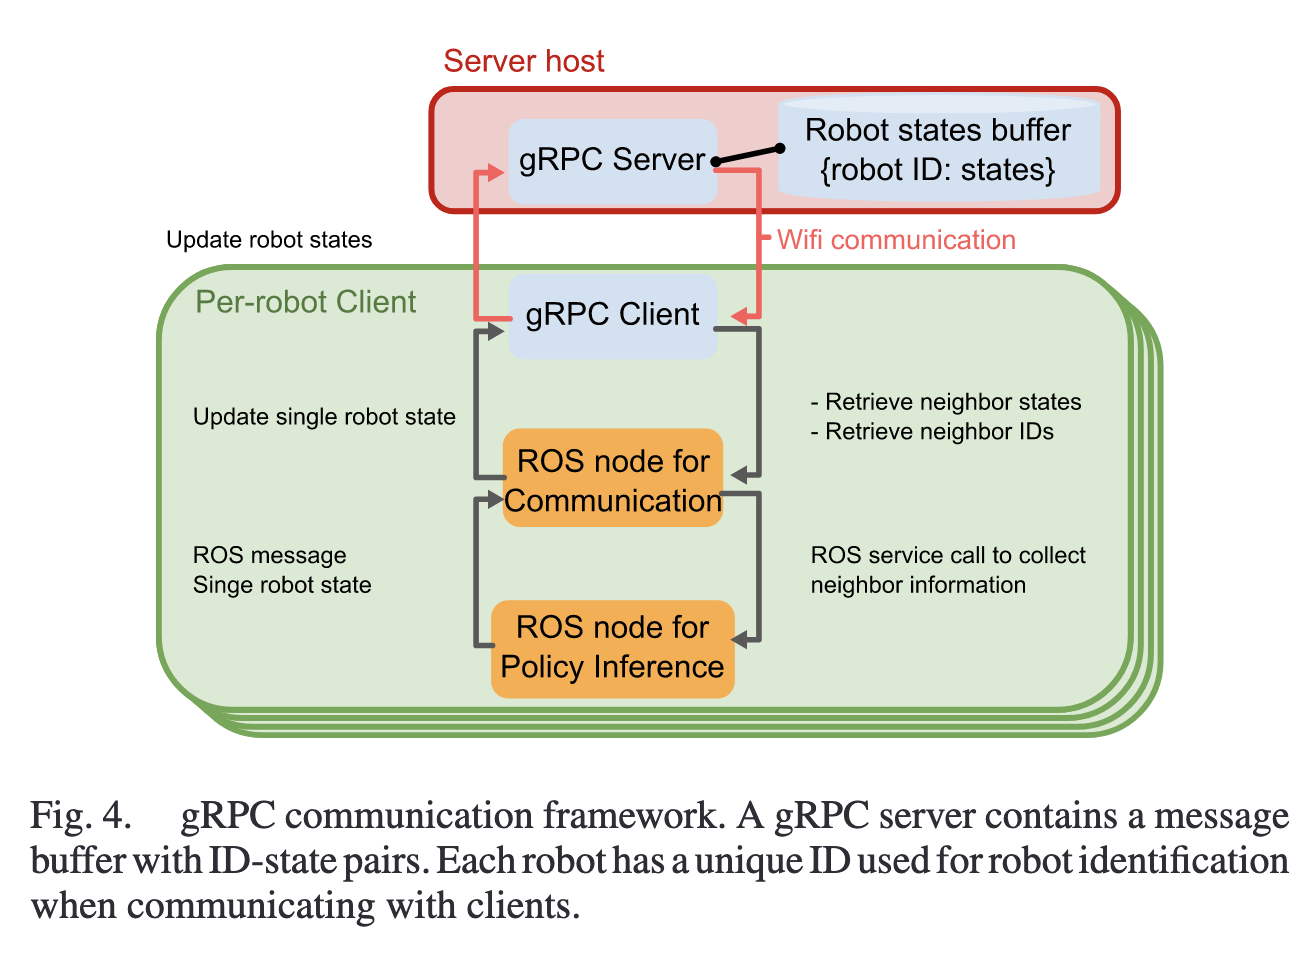 Server host
gRPC Server
Robot states buffer
{robot ID: states}
Update robot states
Wifi communication
Per-robot Client
gRPC Client
Update single robot state
- Retrieve neighbor states
- Retrieve neighbor IDs
ROS node for
Communication
ROS message
Singe robot state
ROS service call to collect
neighbor information
ROS node for
Policy Inference
Fig. 4. gRPC communication framework. A gRPC server contains a message
buffer with ID-state pairs. Each robot has a unique ID used for robot identification
when communicating with clients.